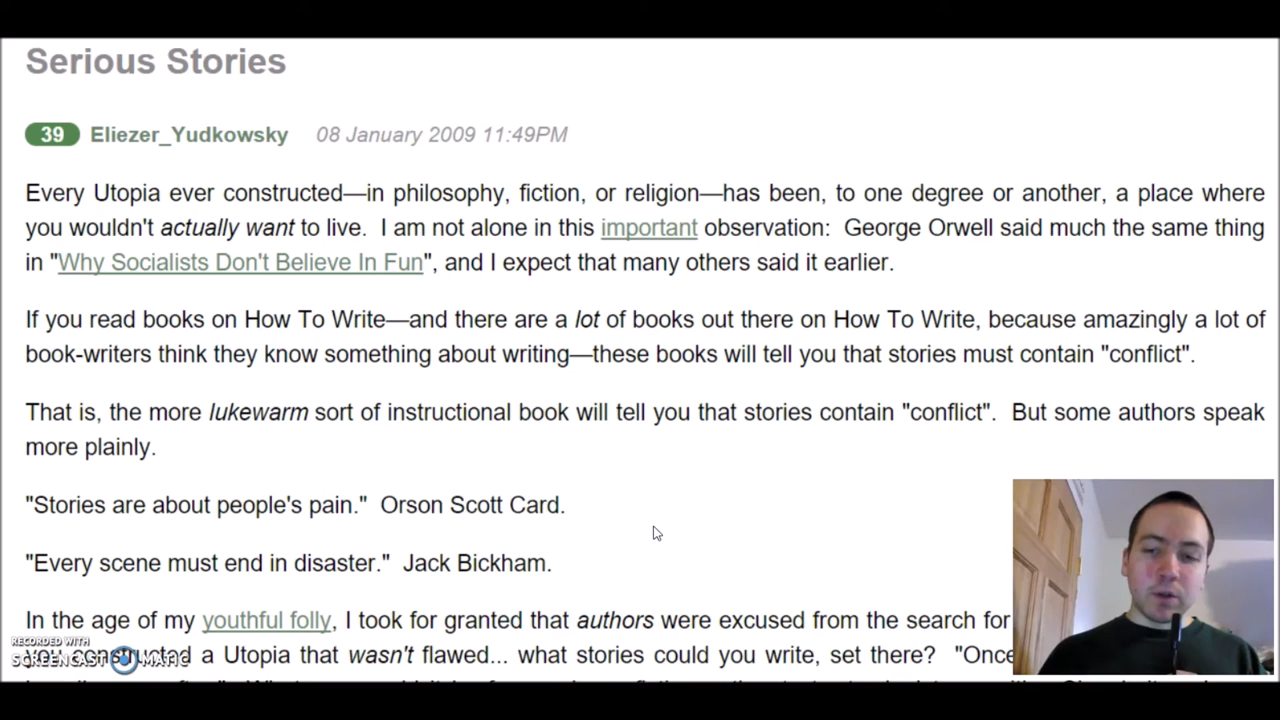 Serious Stories
39 Eliezer_Yudkowsky 08 January 2009 11:49PM
Every Utopia ever constructed—in philosophy, fiction, or religion—has been, to one degree or another, a place where
you wouldn't actually want to live. I am not alone in this important observation: George Orwell said much the same thing
in "Why Socialists Don't Believe In Fun", and I expect that many others said it earlier.
If you read books on How To Write—and there are a lot of books out there on How To Write, because amazingly a lot of
book-writers think they know something about writing—these books will tell you that stories must contain "conflict".
That is, the more lukewarm sort of instructional book will tell you that stories contain "conflict". But some authors speak
more plainly.
"Stories are about people's pain." Orson Scott Card.
"Every scene must end in disaster." Jack Bickham.
In the age of my youthful folly, I took for granted that authors were excused from the search for
constructed a Utopia that wasn't flawed... what stories could you write, set there? "Once
RECORDED WITH
SCREENCAST MATIC